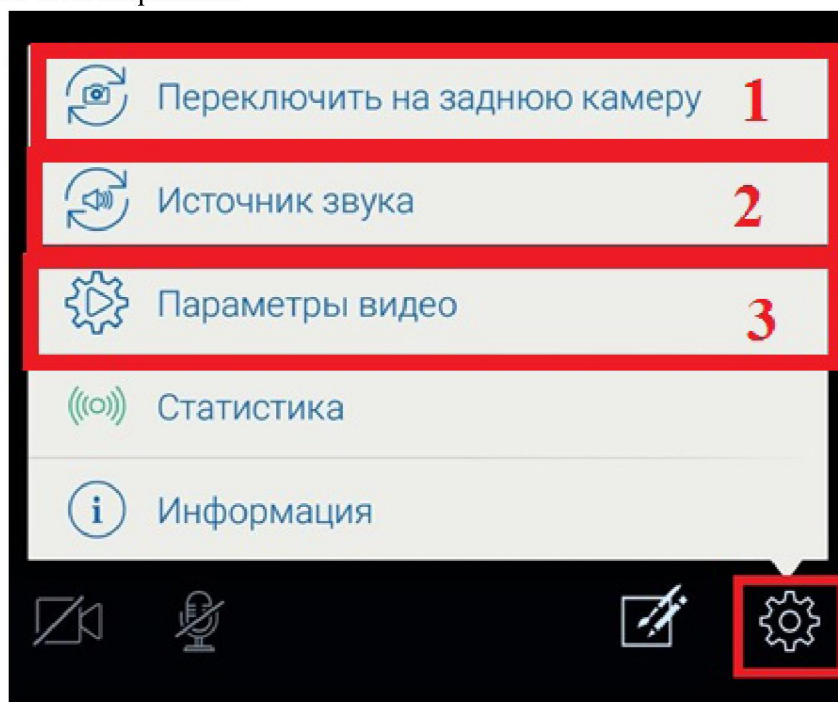 Переключить на заднюю камеру 1
Источник звука 2
Параметры видео 3
Статистика
i Информация